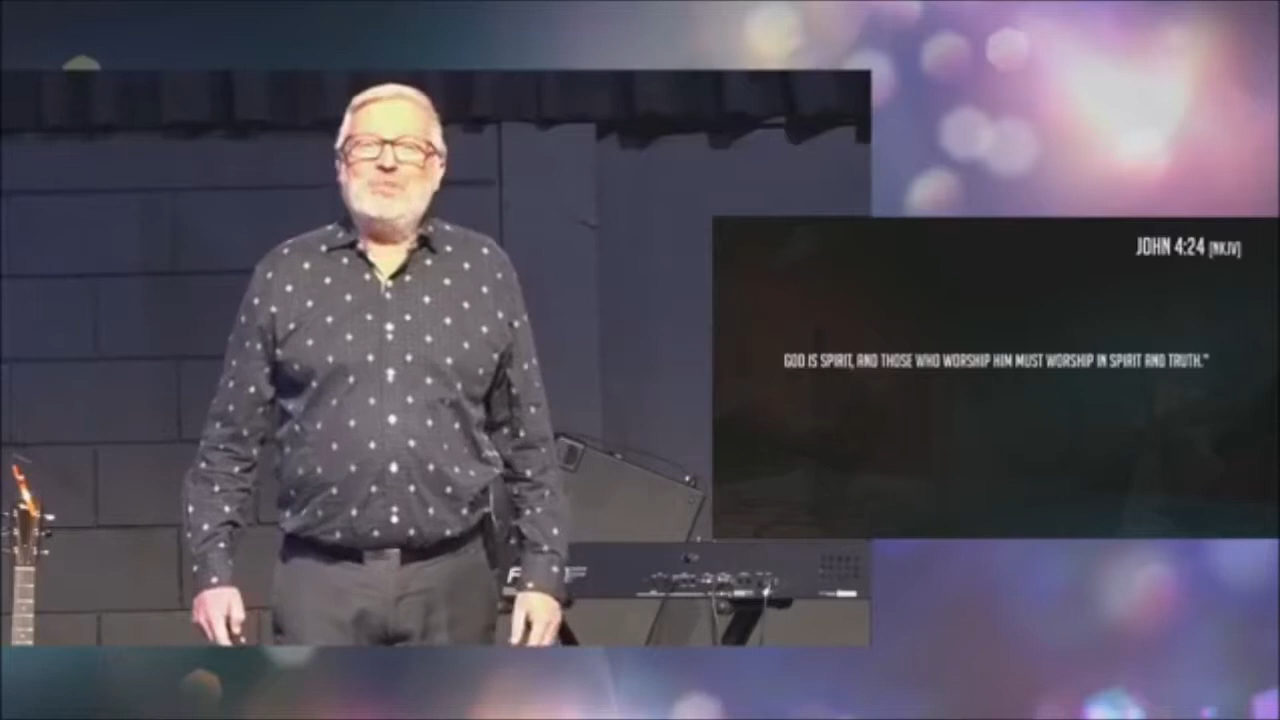 JOHN 4:24 [NKJV]
GOD IS SPIRIT, AND THOSE WHO WORSHIP HIM MUST WORSHIP IN SPIRIT AND TRUTH."